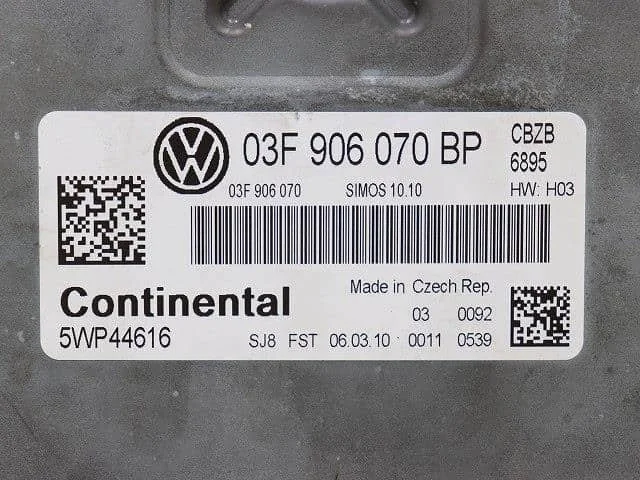 03F 906 070 BP
CBZB
6895
03F 906 070 SIMOS 10.10
HW: H03
Continental
Made in Czech Rep.
5WP44616
03 0092
SJ8 FST 06.03.10 0011 0539